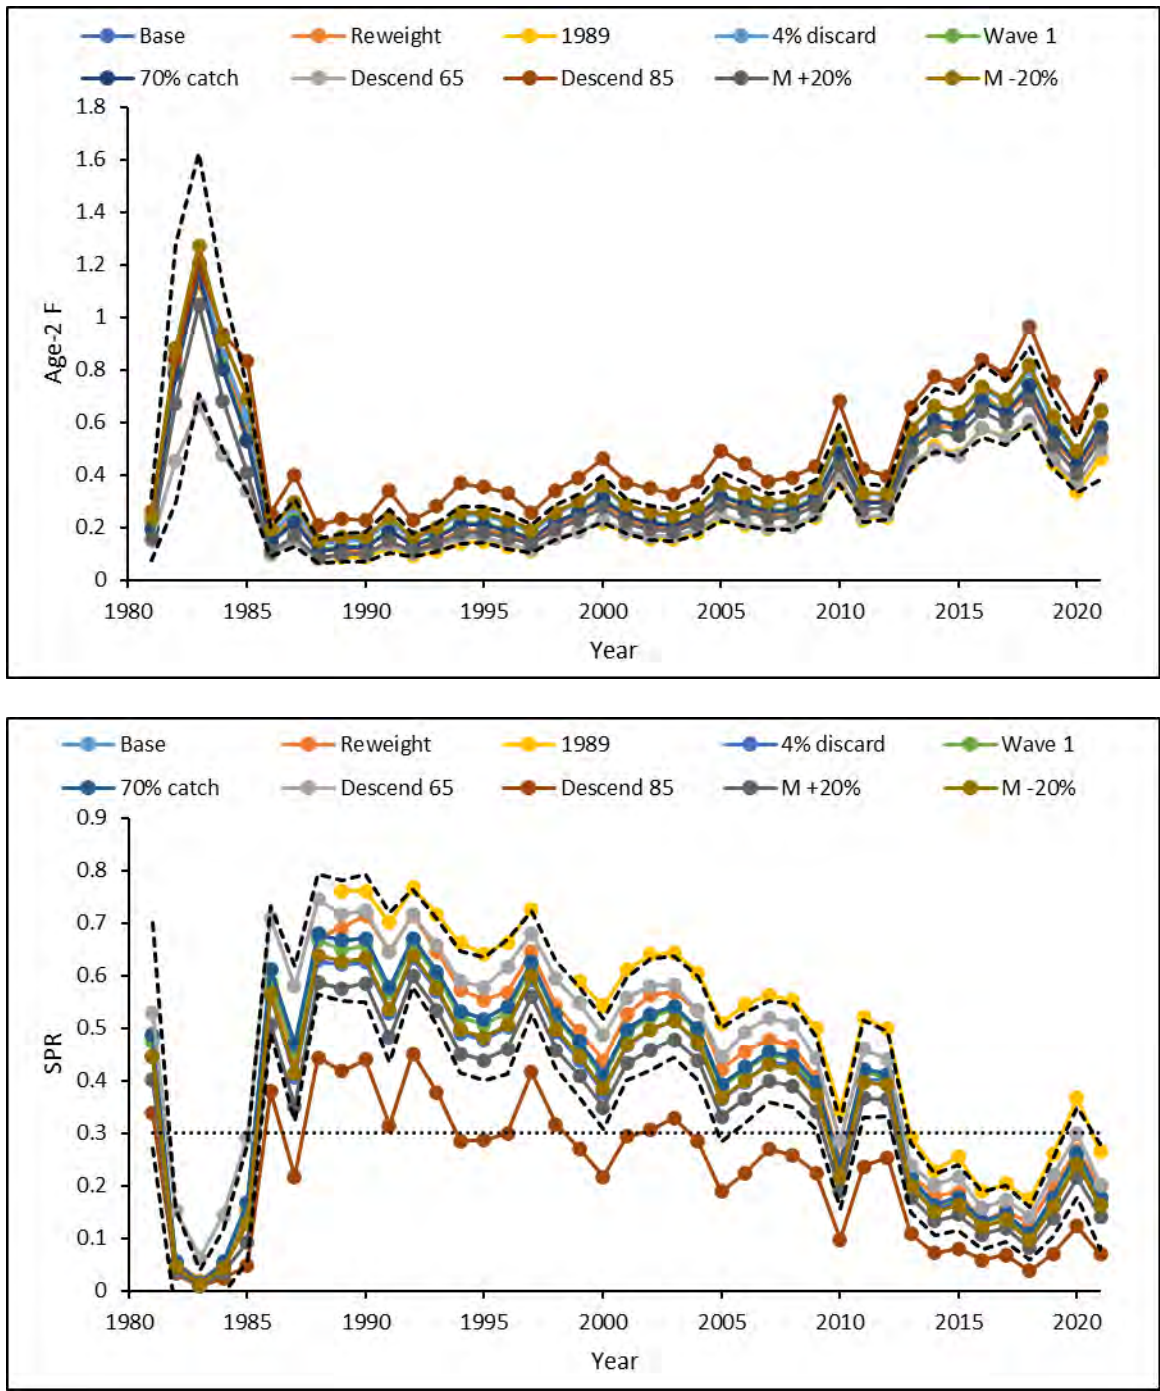 Base Reweight 1989 4% discard Wave 1
70% catch Descend 65 Descend 85 M +20% M -20%
1.8
1.6
1.4
1.2
1
0.8
0.6
0.4
0.2
0
Age-2 F
1980 1985 1990 1995 2000 2005 2010 2015 2020
Year
Base Reweight 1989 4% discard Wave 1
70% catch Descend 65 Descend 85 M +20% M -20%
0.9
0.8
0.7
0.6
0.5
0.4
0.3
0.2
0.1
0
SPR
1980 1985 1990 1995 2000 2005 2010 2015 2020
Year